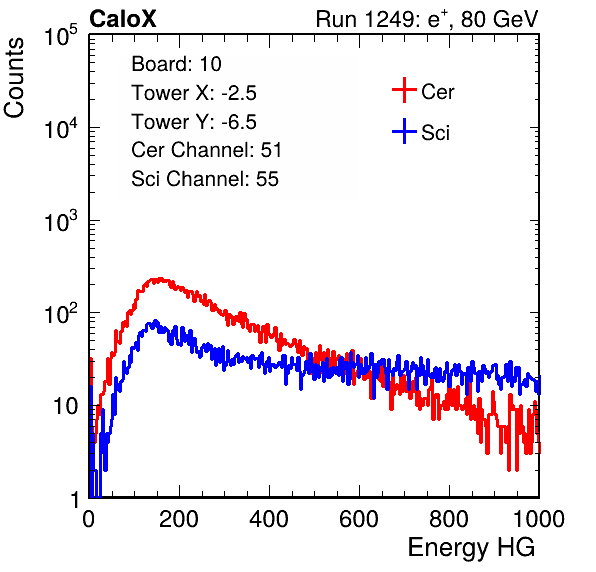 CaloX Run 1249: e⁺, 80 GeV
Counts
Board: 10
Tower X: -2.5
Tower Y: -6.5
Cer Channel: 51
Sci Channel: 55
Cer
Sci
10⁵
10⁴
10³
10²
10
1
0 200 400 600 800 1000
Energy HG